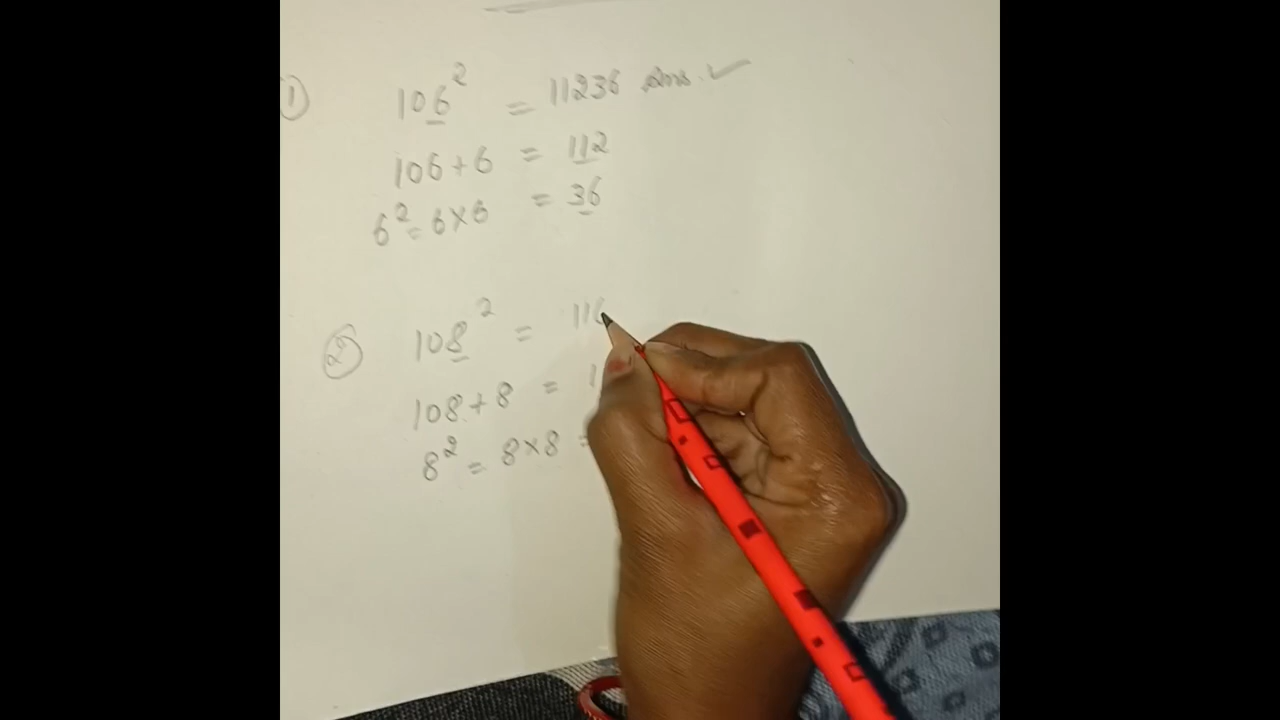 1
106² = 11236 Ans. ✓
106+6 = 112
6² = 6×6 = 36
2
108² = 116
108+8 = 1
8² = 8×8 =